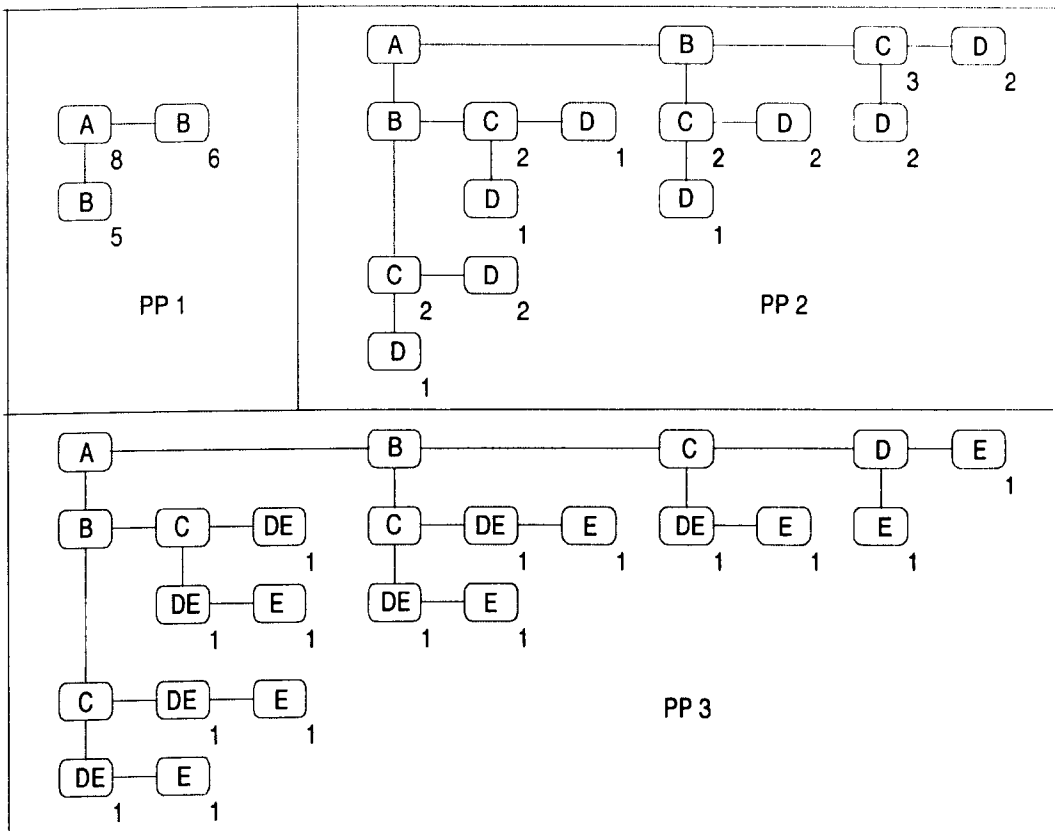 A B C D
3 2
A B B C D C D D
8 6 2 1 2 2 2
B D D
5 1 1
C D
2 2
PP 1 PP 2
D
1
A B C D E
1
B C DE C DE E DE E E
1 1 1 1 1 1
DE E DE E
1 1 1 1
C DE E PP 3
1 1
DE E
1 1